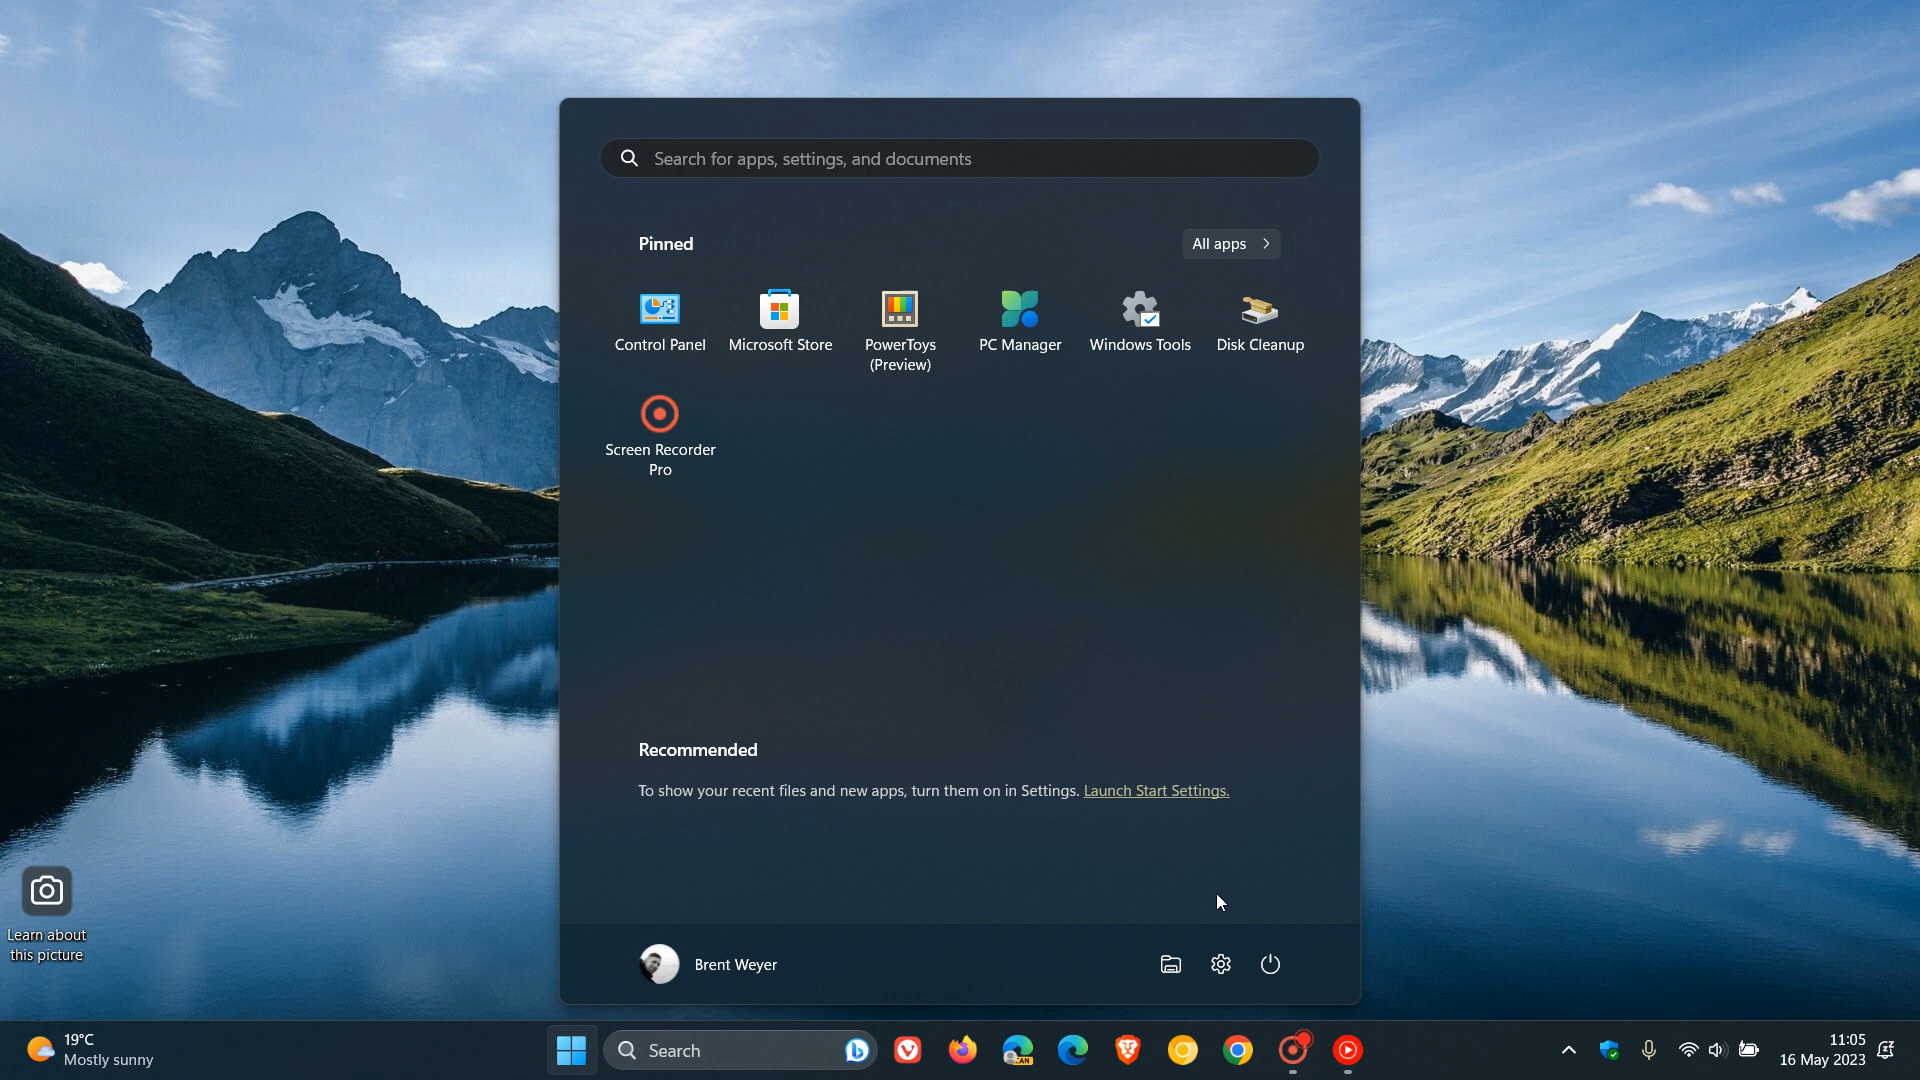 Search for apps, settings, and documents
Pinned
All apps
Control Panel
Microsoft Store
PowerToys
(Preview)
PC Manager
Windows Tools
Disk Cleanup
Screen Recorder
Pro
Recommended
To show your recent files and new apps, turn them on in Settings. Launch Start Settings.
Learn about
this picture
Brent Weyer
19°C
Mostly sunny
Search
CAN
11:05
16 May 2023